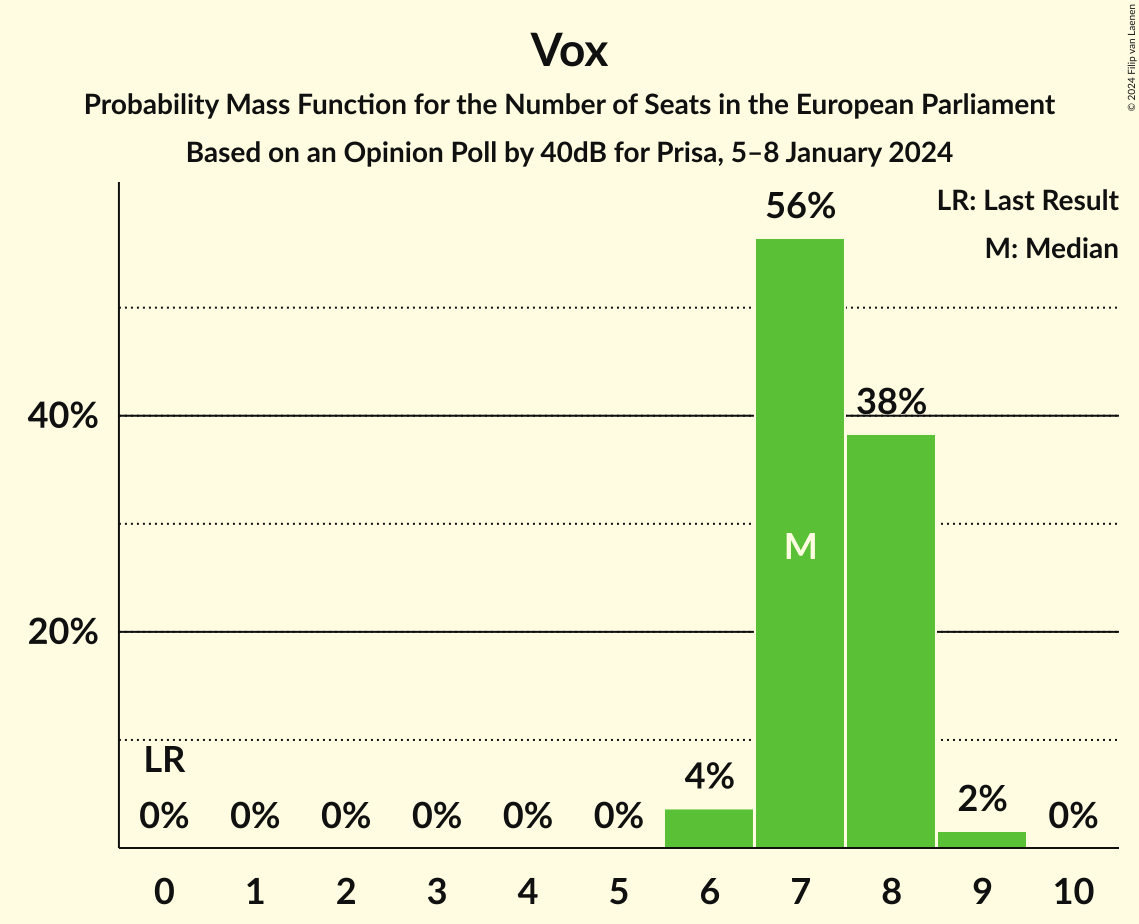 Vox
Probability Mass Function for the Number of Seats in the European Parliament
Based on an Opinion Poll by 40dB for Prisa, 5–8 January 2024
© 2024 Filip van Laenen
LR: Last Result
M: Median
56%
38%
40%
M
20%
LR
4%
2%
0% 0% 0% 0% 0% 0% 0%
0 1 2 3 4 5 6 7 8 9 10